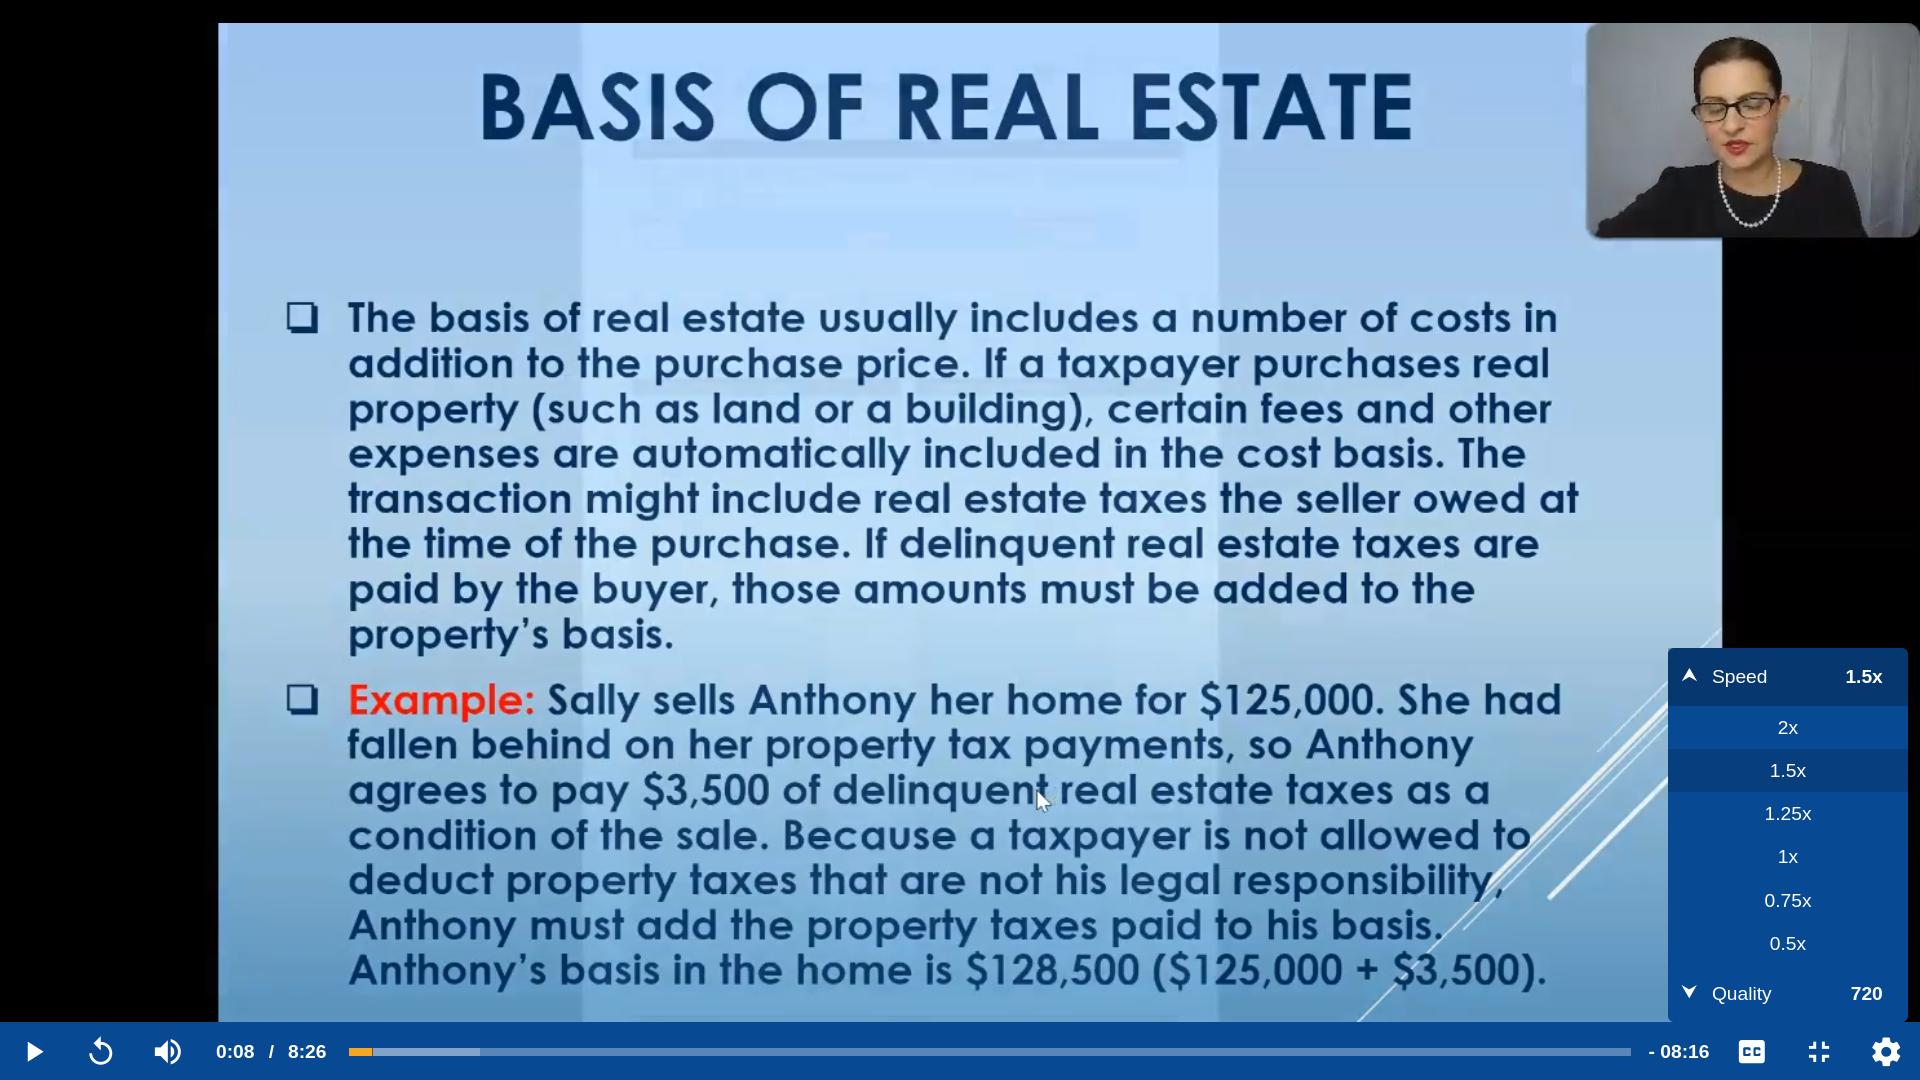 BASIS OF REAL ESTATE
The basis of real estate usually includes a number of costs in
addition to the purchase price. If a taxpayer purchases real
property (such as land or a building), certain fees and other
expenses are automatically included in the cost basis. The
transaction might include real estate taxes the seller owed at
the time of the purchase. If delinquent real estate taxes are
paid by the buyer, those amounts must be added to the
property’s basis.
Example: Sally sells Anthony her home for $125,000. She had
fallen behind on her property tax payments, so Anthony
agrees to pay $3,500 of delinquent real estate taxes as a
condition of the sale. Because a taxpayer is not allowed to
deduct property taxes that are not his legal responsibility,
Anthony must add the property taxes paid to his basis.
Anthony’s basis in the home is $128,500 ($125,000 + $3,500).
Speed 1.5x
2x
1.5x
1.25x
1x
0.75x
0.5x
Quality 720
0:08 / 8:26 - 08:16 CC